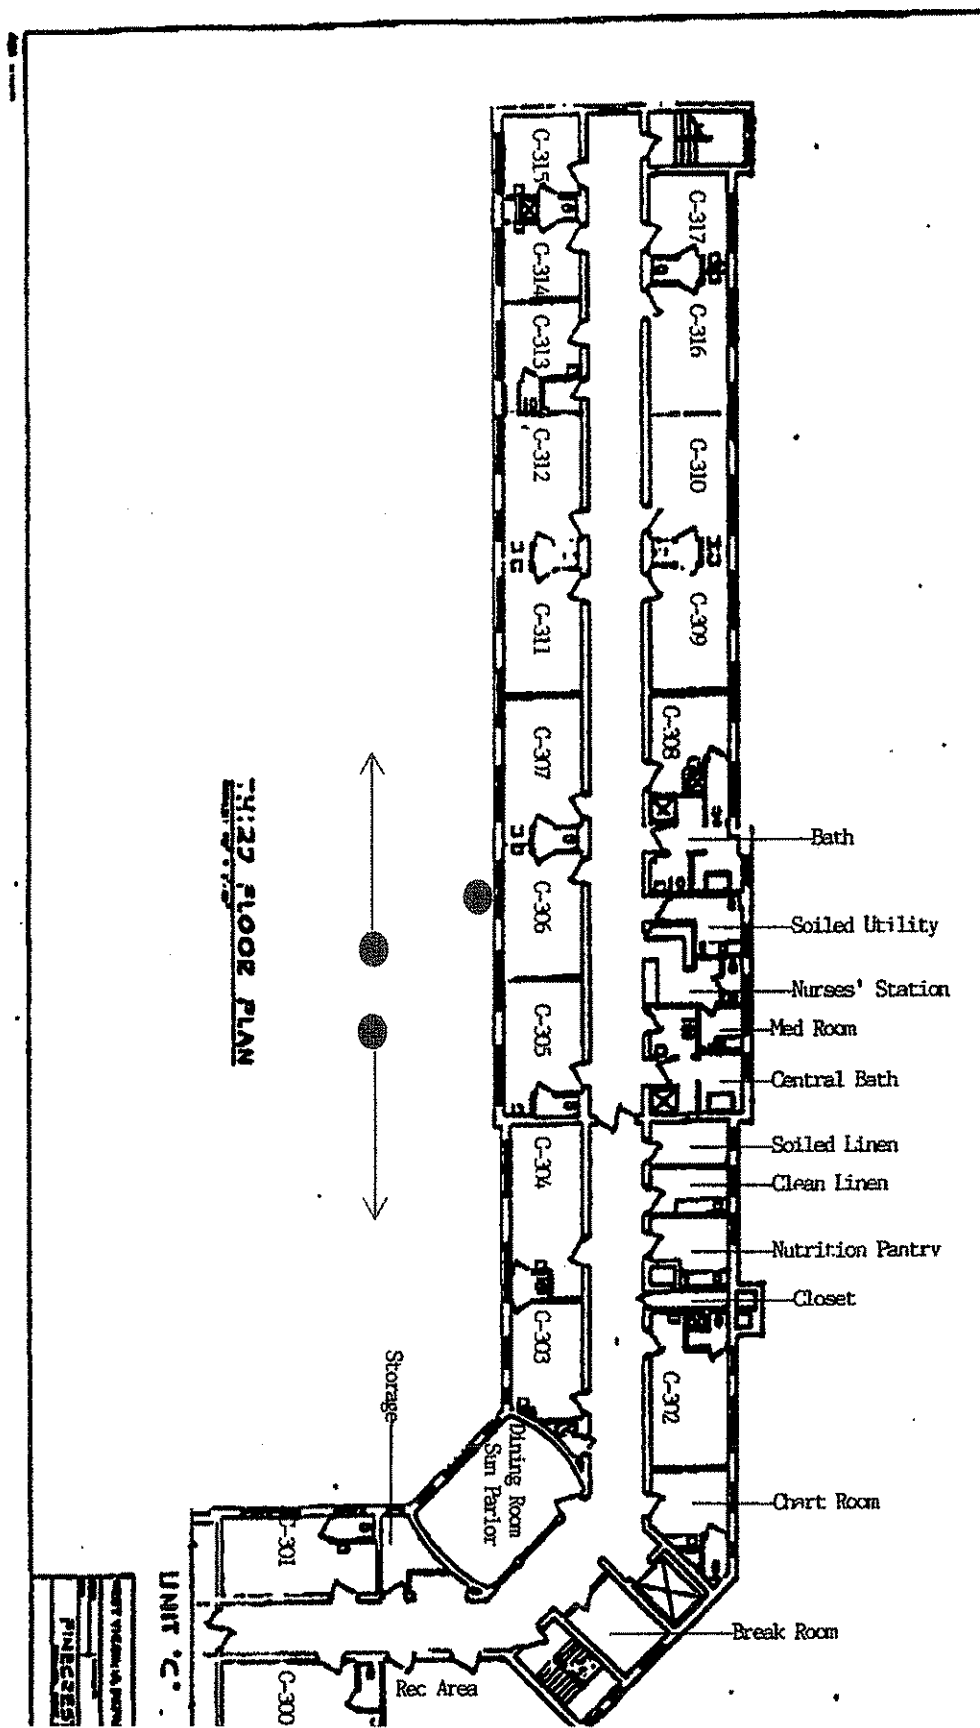 C-315
C-317
C-314
C-313
C-316
C-312
C-310
C-311
C-309
C-307
C-308
Bath
C-306
Soiled Utility
Nurses' Station
C-305
Med Room
Central Bath
FLOOR PLAN
C-304
Soiled Linen
Clean Linen
Nutrition Pantry
Closet
C-303
C-302
Storage
Dining Room
Sun Parlor
Chart Room
C-301
Break Room
UNIT "C"
Rec Area
C-300